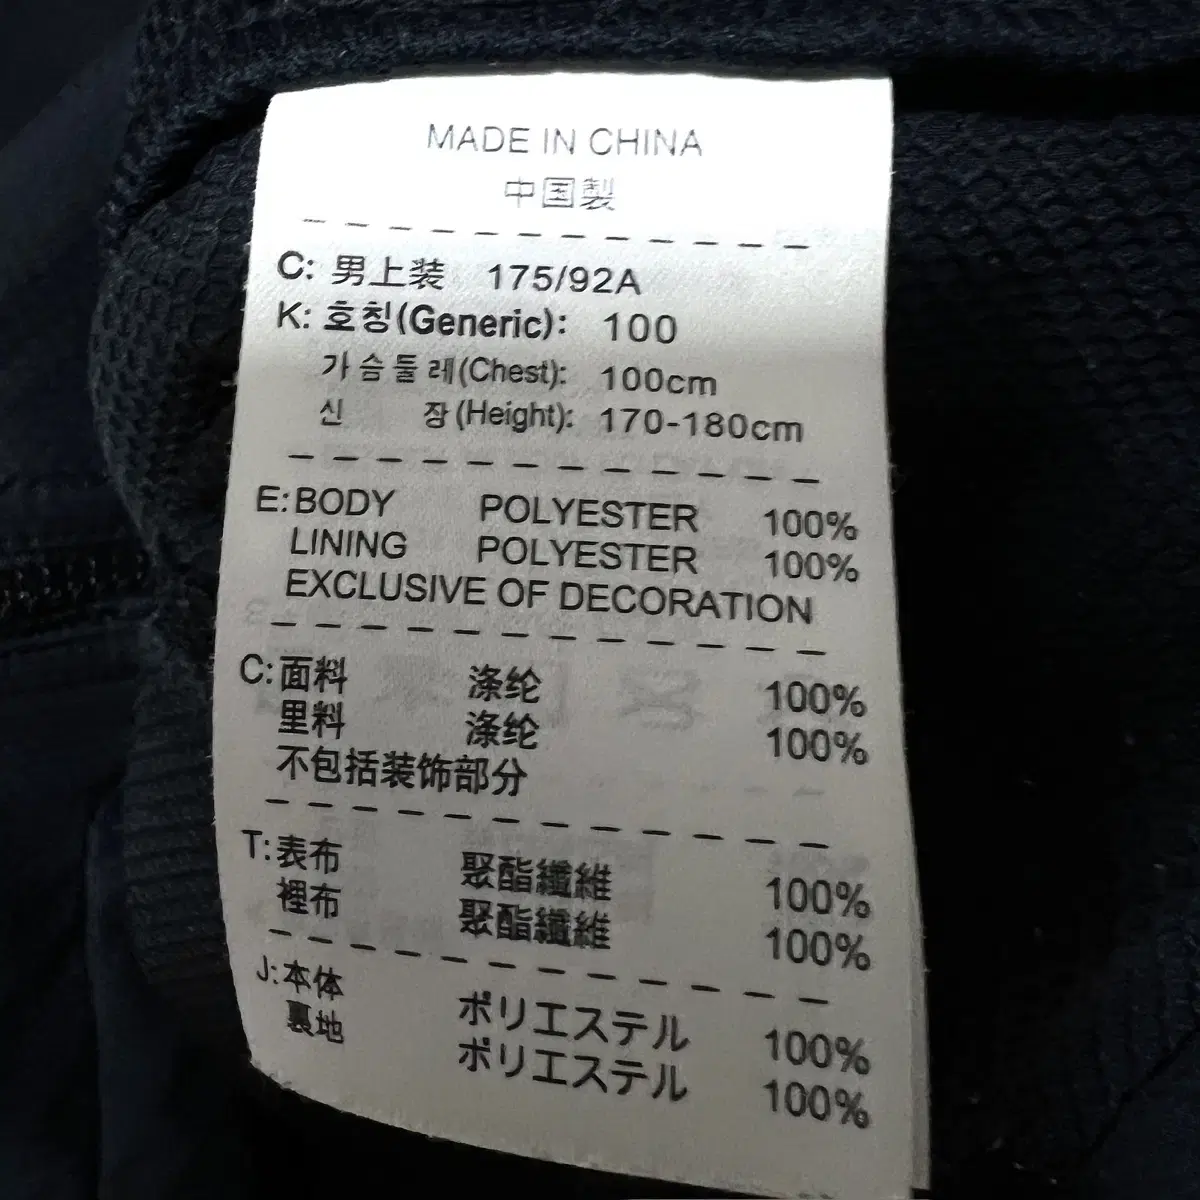 MADE IN CHINA
中国製
C: 男上装 175/92A
K: 호칭(Generic): 100
가슴둘레(Chest): 100cm
신 장(Height): 170-180cm
E: BODY POLYESTER 100%
LINING POLYESTER 100%
EXCLUSIVE OF DECORATION
C: 面料 涤纶 100%
里料 涤纶 100%
不包括装饰部分
T: 表布 聚酯纖維 100%
裡布 聚酯纖維 100%
J: 本体 ポリエステル 100%
裏地 ポリエステル 100%